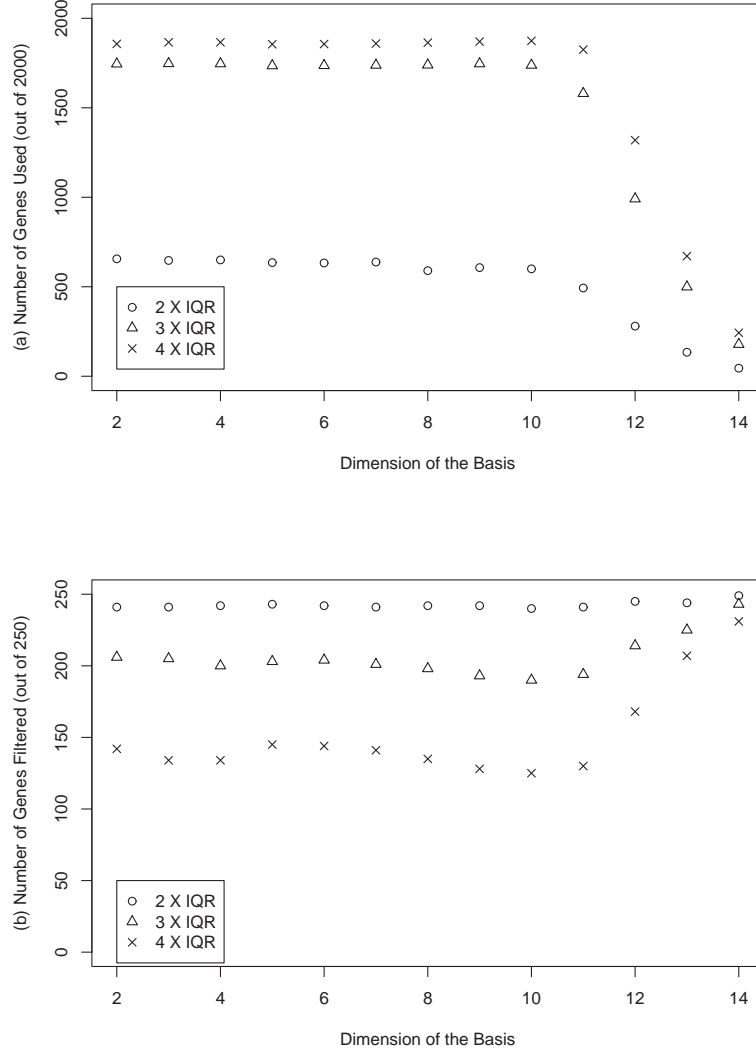 2000
1500
1000
500
0
(a) Number of Genes Used (out of 2000)
2 X IQR
3 X IQR
4 X IQR
2 4 6 8 10 12 14
Dimension of the Basis
250
200
150
100
50
0
(b) Number of Genes Filtered (out of 250)
2 X IQR
3 X IQR
4 X IQR
2 4 6 8 10 12 14
Dimension of the Basis